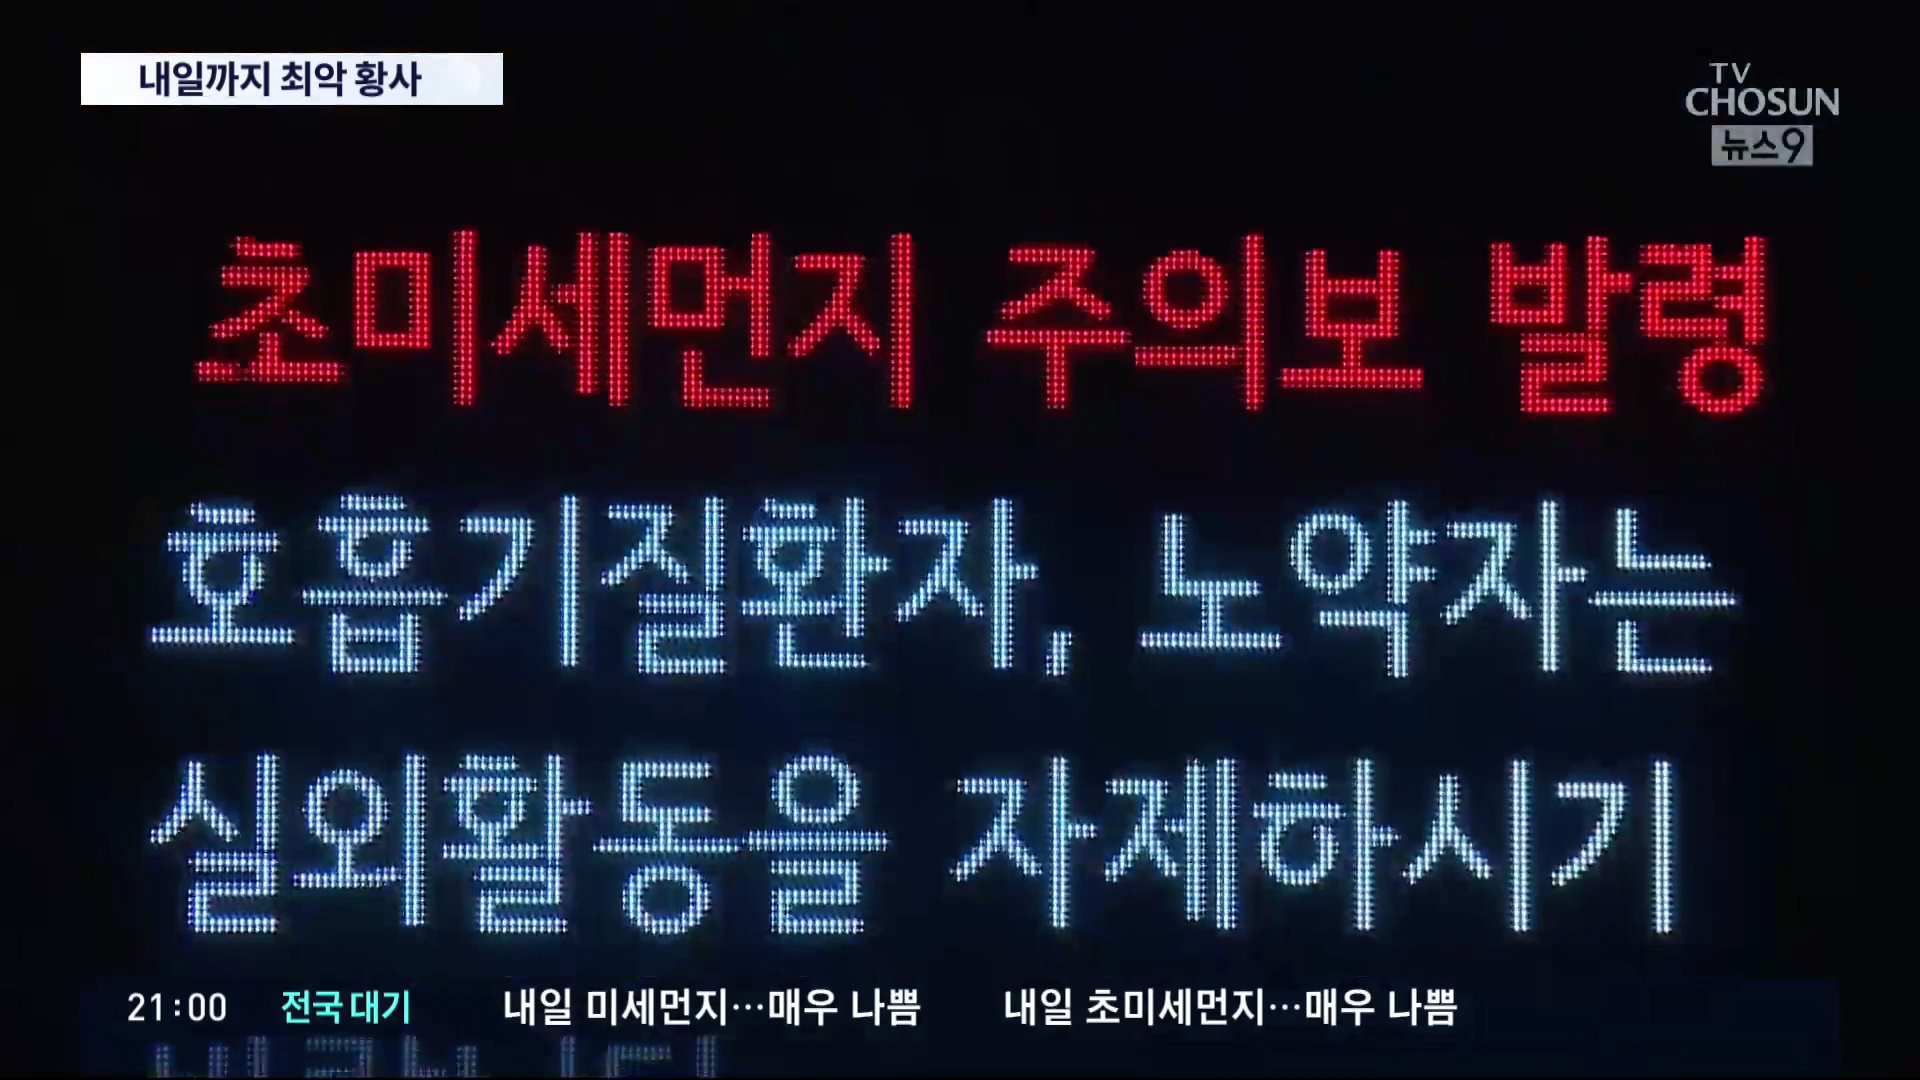 내일까지 최악 황사
TV
CHOSUN
뉴스9
초미세먼지 주의보 발령
호흡기질환자, 노약자는
실외활동을 자제하시기
21:00 전국 대기 내일 미세먼지…매우 나쁨 내일 초미세먼지…매우 나쁨